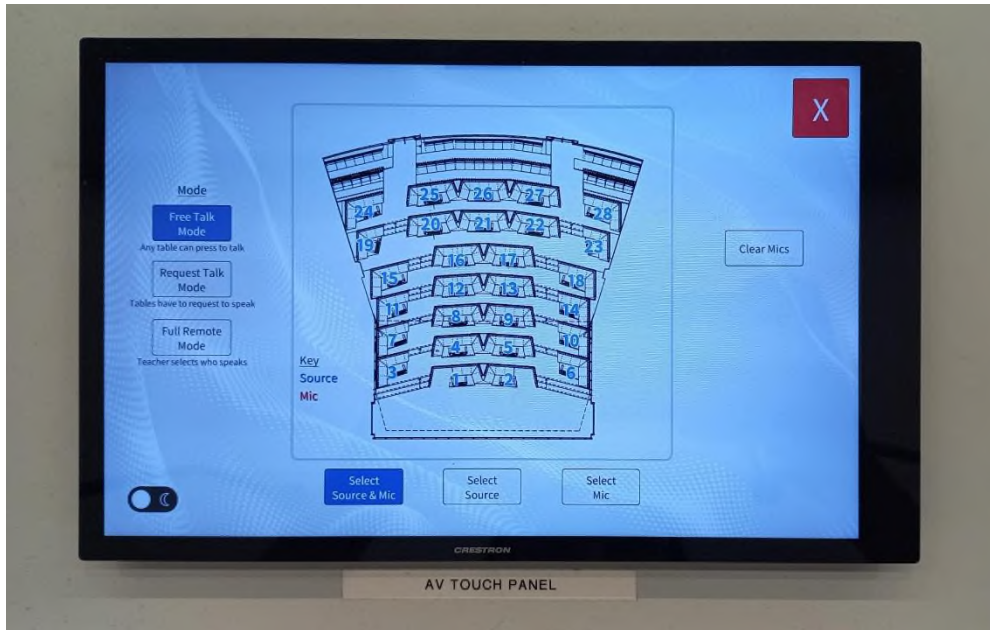 X
Mode
Free Talk
Mode
Any table can press to talk
Request Talk
Mode
Tables have to request to speak
Full Remote
Mode
Teacher selects who speaks
25 26 27
24 28
20 21 22
19 23
16 17
15 18
12 13
11 14
8 9
7 10
4 5
3 6
1 2
Key
Source
Mic
Clear Mics
Select
Source & Mic
Select
Source
Select
Mic
CRESTRON
AV TOUCH PANEL